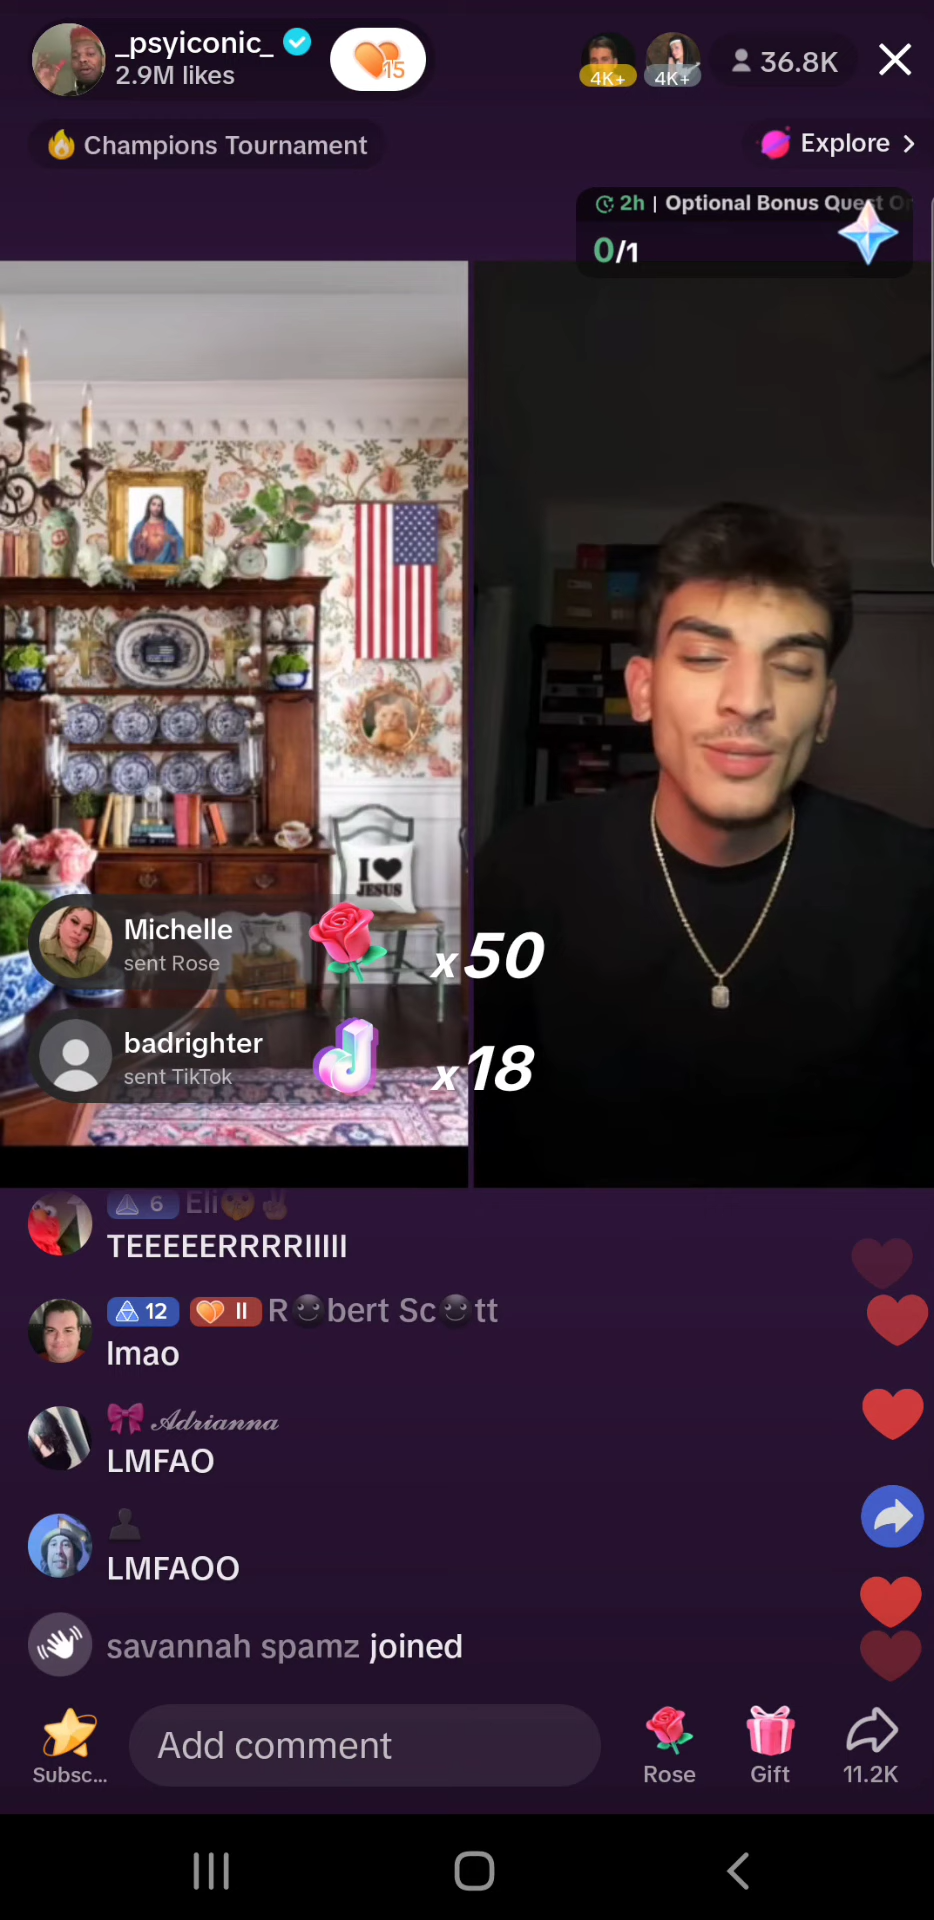 _psyiconic_
2.9M likes
15
4K+
4K+
36.8K
Champions Tournament
Explore
2h | Optional Bonus Quest
0/1
I ❤ JESUS
Michelle
sent Rose
x50
badrighter
sent TikTok
x18
6 Eli🤫✌
TEEEEERRRRIIIII
12 II R🌚bert Sc🌚tt
lmao
🎀 𝒜𝒹𝓇𝒾𝒶𝓃𝓃𝒶
LMFAO
👤
LMFAOO
savannah spamz joined
Subsc...
Add comment
Rose
Gift
11.2K